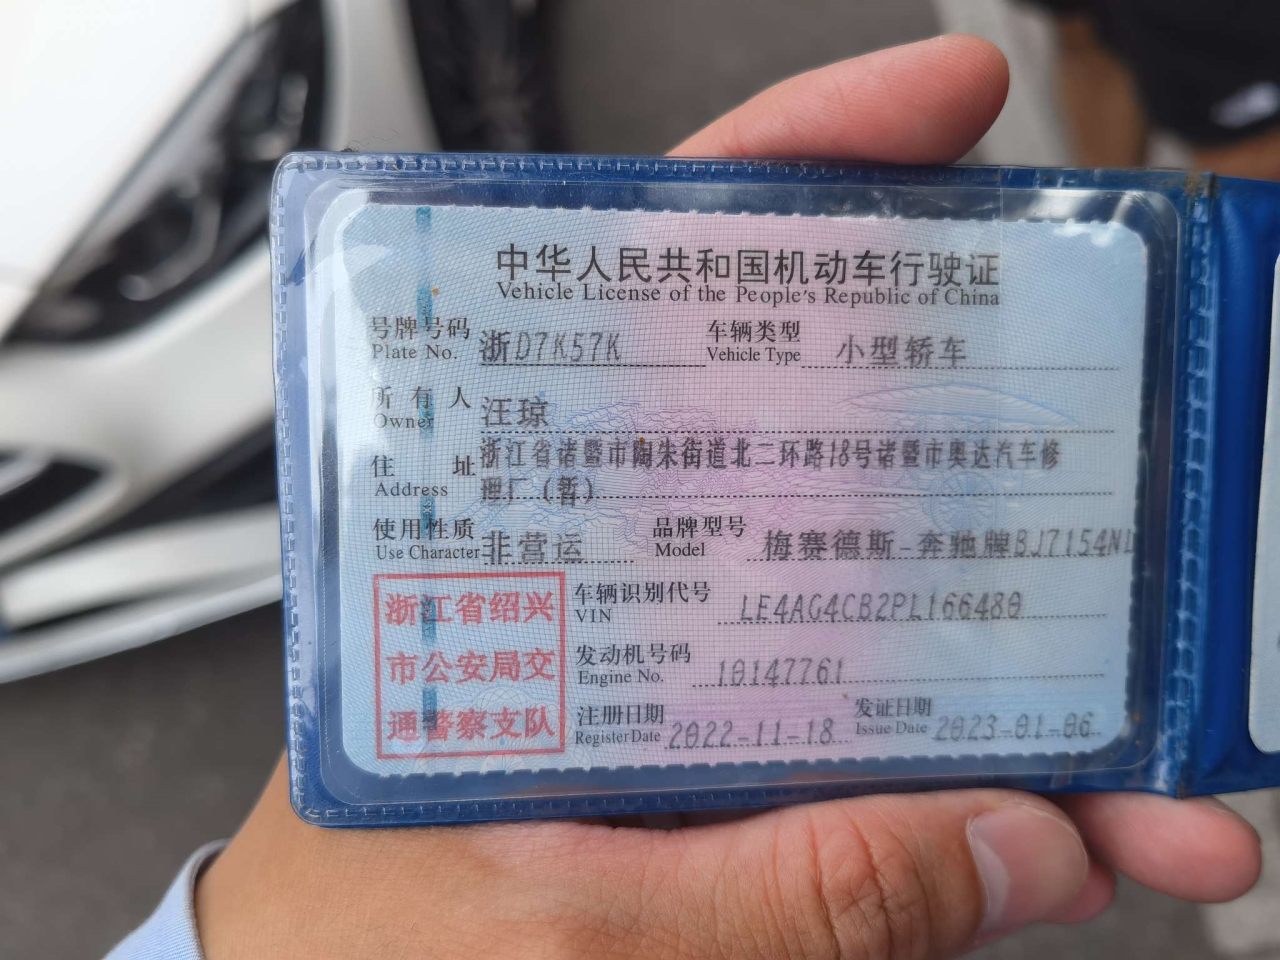 中华人民共和国机动车行驶证
Vehicle License of the People's Republic of China
号牌号码 浙D7K57K 车辆类型 小型轿车
Plate No. Vehicle Type
所有人 汪琼
Owner
住址 浙江省诸暨市陶朱街道北二环路18号诸暨市奥达汽车修
Address 理厂(暂)
使用性质 非营运 品牌型号 梅赛德斯-奔驰牌BJ7154NL
Use Character Model
浙江省绍兴
市公安局交
通警察支队
车辆识别代号 LE4AG4CB2PL166480
VIN
发动机号码 10147761
Engine No.
注册日期 2022-11-18 发证日期 2023-01-06
Register Date Issue Date